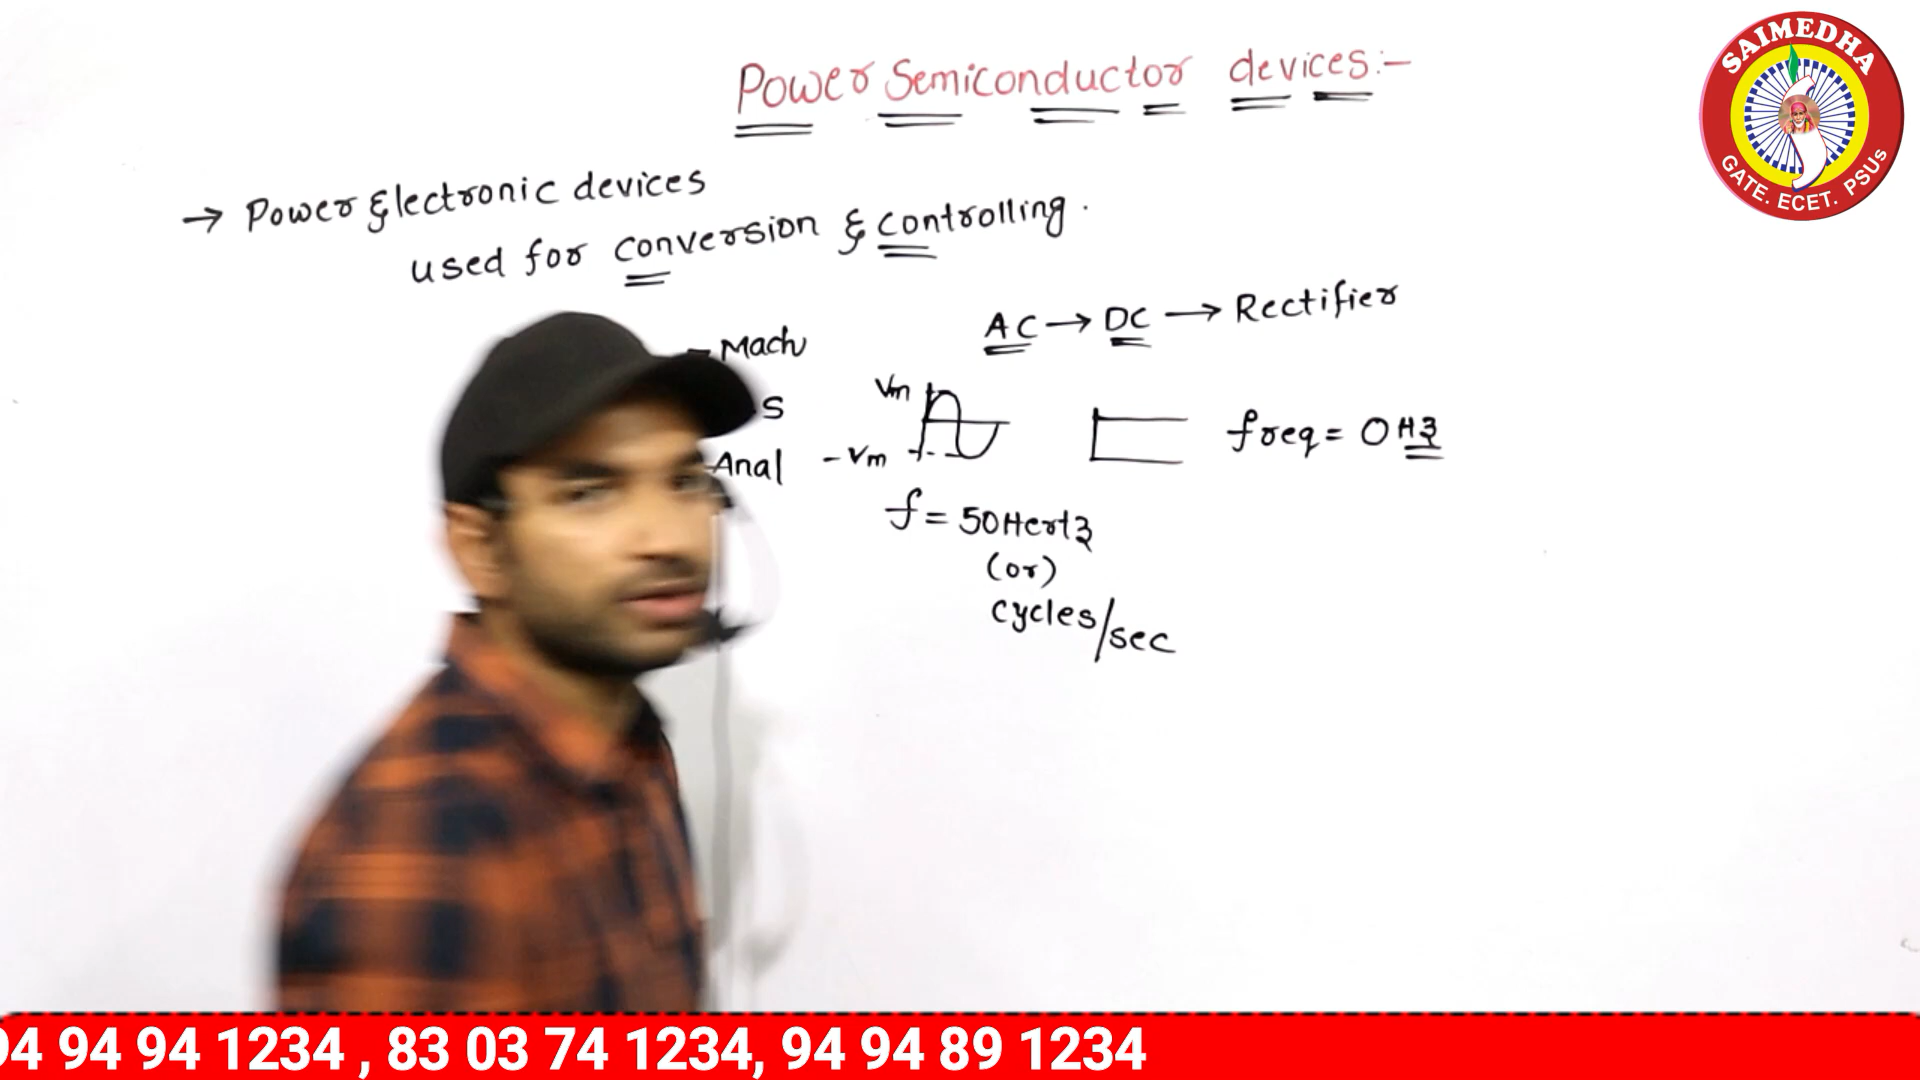 Power Semiconductor devices:-
→ Power Electronic devices
used for conversion & controlling.
AC → DC → Rectifier
- Mach
S
Anal
Vm
-Vm
freq = 0 Hz
f = 50 Hertz
(or)
cycles/sec
SAIMEDHA
GATE. ECET. PSUs
94 94 94 1234 , 83 03 74 1234, 94 94 89 1234